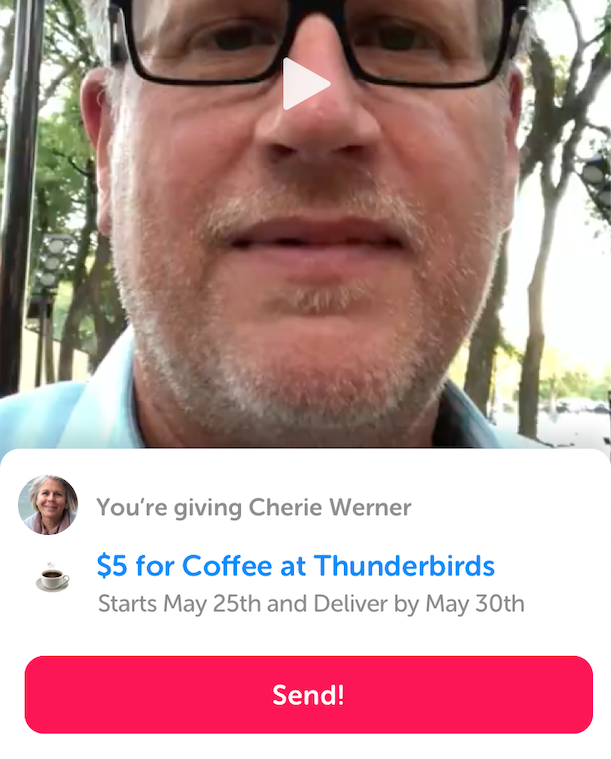 You're giving Cherie Werner
$5 for Coffee at Thunderbirds
Starts May 25th and Deliver by May 30th
Send!